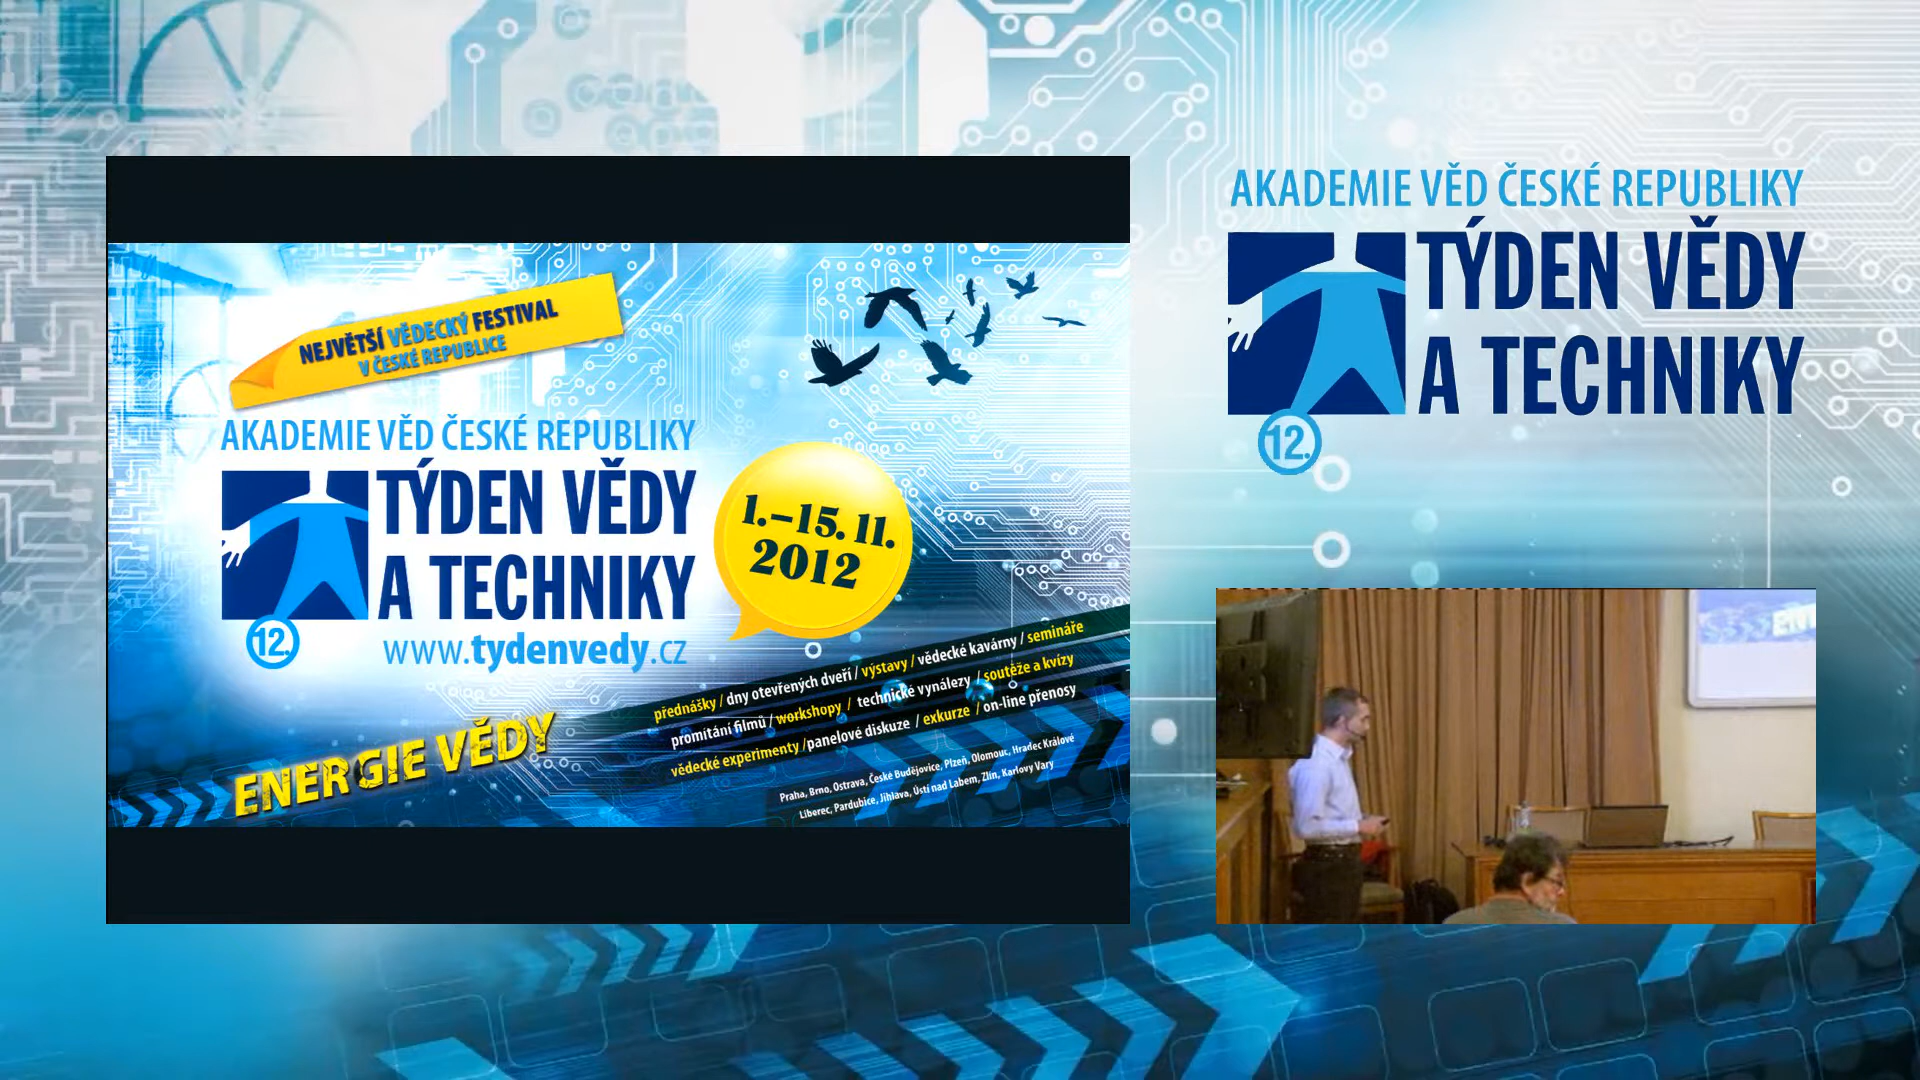 NEJVĚTŠÍ VĚDECKÝ FESTIVAL
V ČESKÉ REPUBLICE
AKADEMIE VĚD ČESKÉ REPUBLIKY
TÝDEN VĚDY
A TECHNIKY
12.
www.tydenvedy.cz
1.–15. 11.
2012
ENERGIE VĚDY
přednášky / dny otevřených dveří / výstavy / vědecké kavárny / semináře
promítání filmů / workshopy / technické vynálezy / soutěže a kvízy
vědecké experimenty /panelové diskuze / exkurze / on-line přenosy
Praha, Brno, Ostrava, České Budějovice, Plzeň, Olomouc, Hradec Králové
Liberec, Pardubice, Jihlava, Ústí nad Labem, Zlín, Karlovy Vary
AKADEMIE VĚD ČESKÉ REPUBLIKY
TÝDEN VĚDY
A TECHNIKY
12.